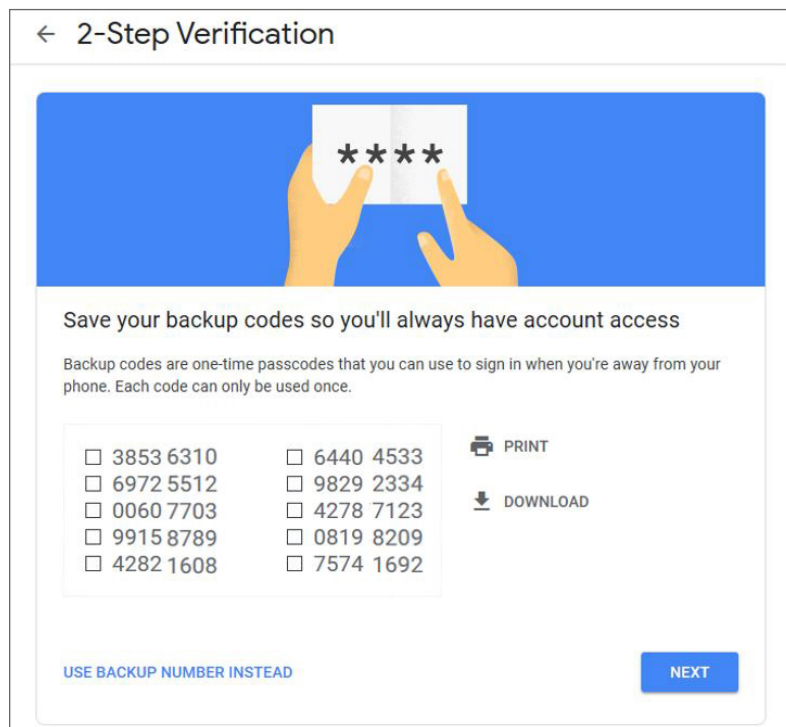 2-Step Verification
****
Save your backup codes so you'll always have account access
Backup codes are one-time passcodes that you can use to sign in when you're away from your
phone. Each code can only be used once.
3853 6310
6972 5512
0060 7703
9915 8789
4282 1608
6440 4533
9829 2334
4278 7123
0819 8209
7574 1692
PRINT
DOWNLOAD
USE BACKUP NUMBER INSTEAD
NEXT